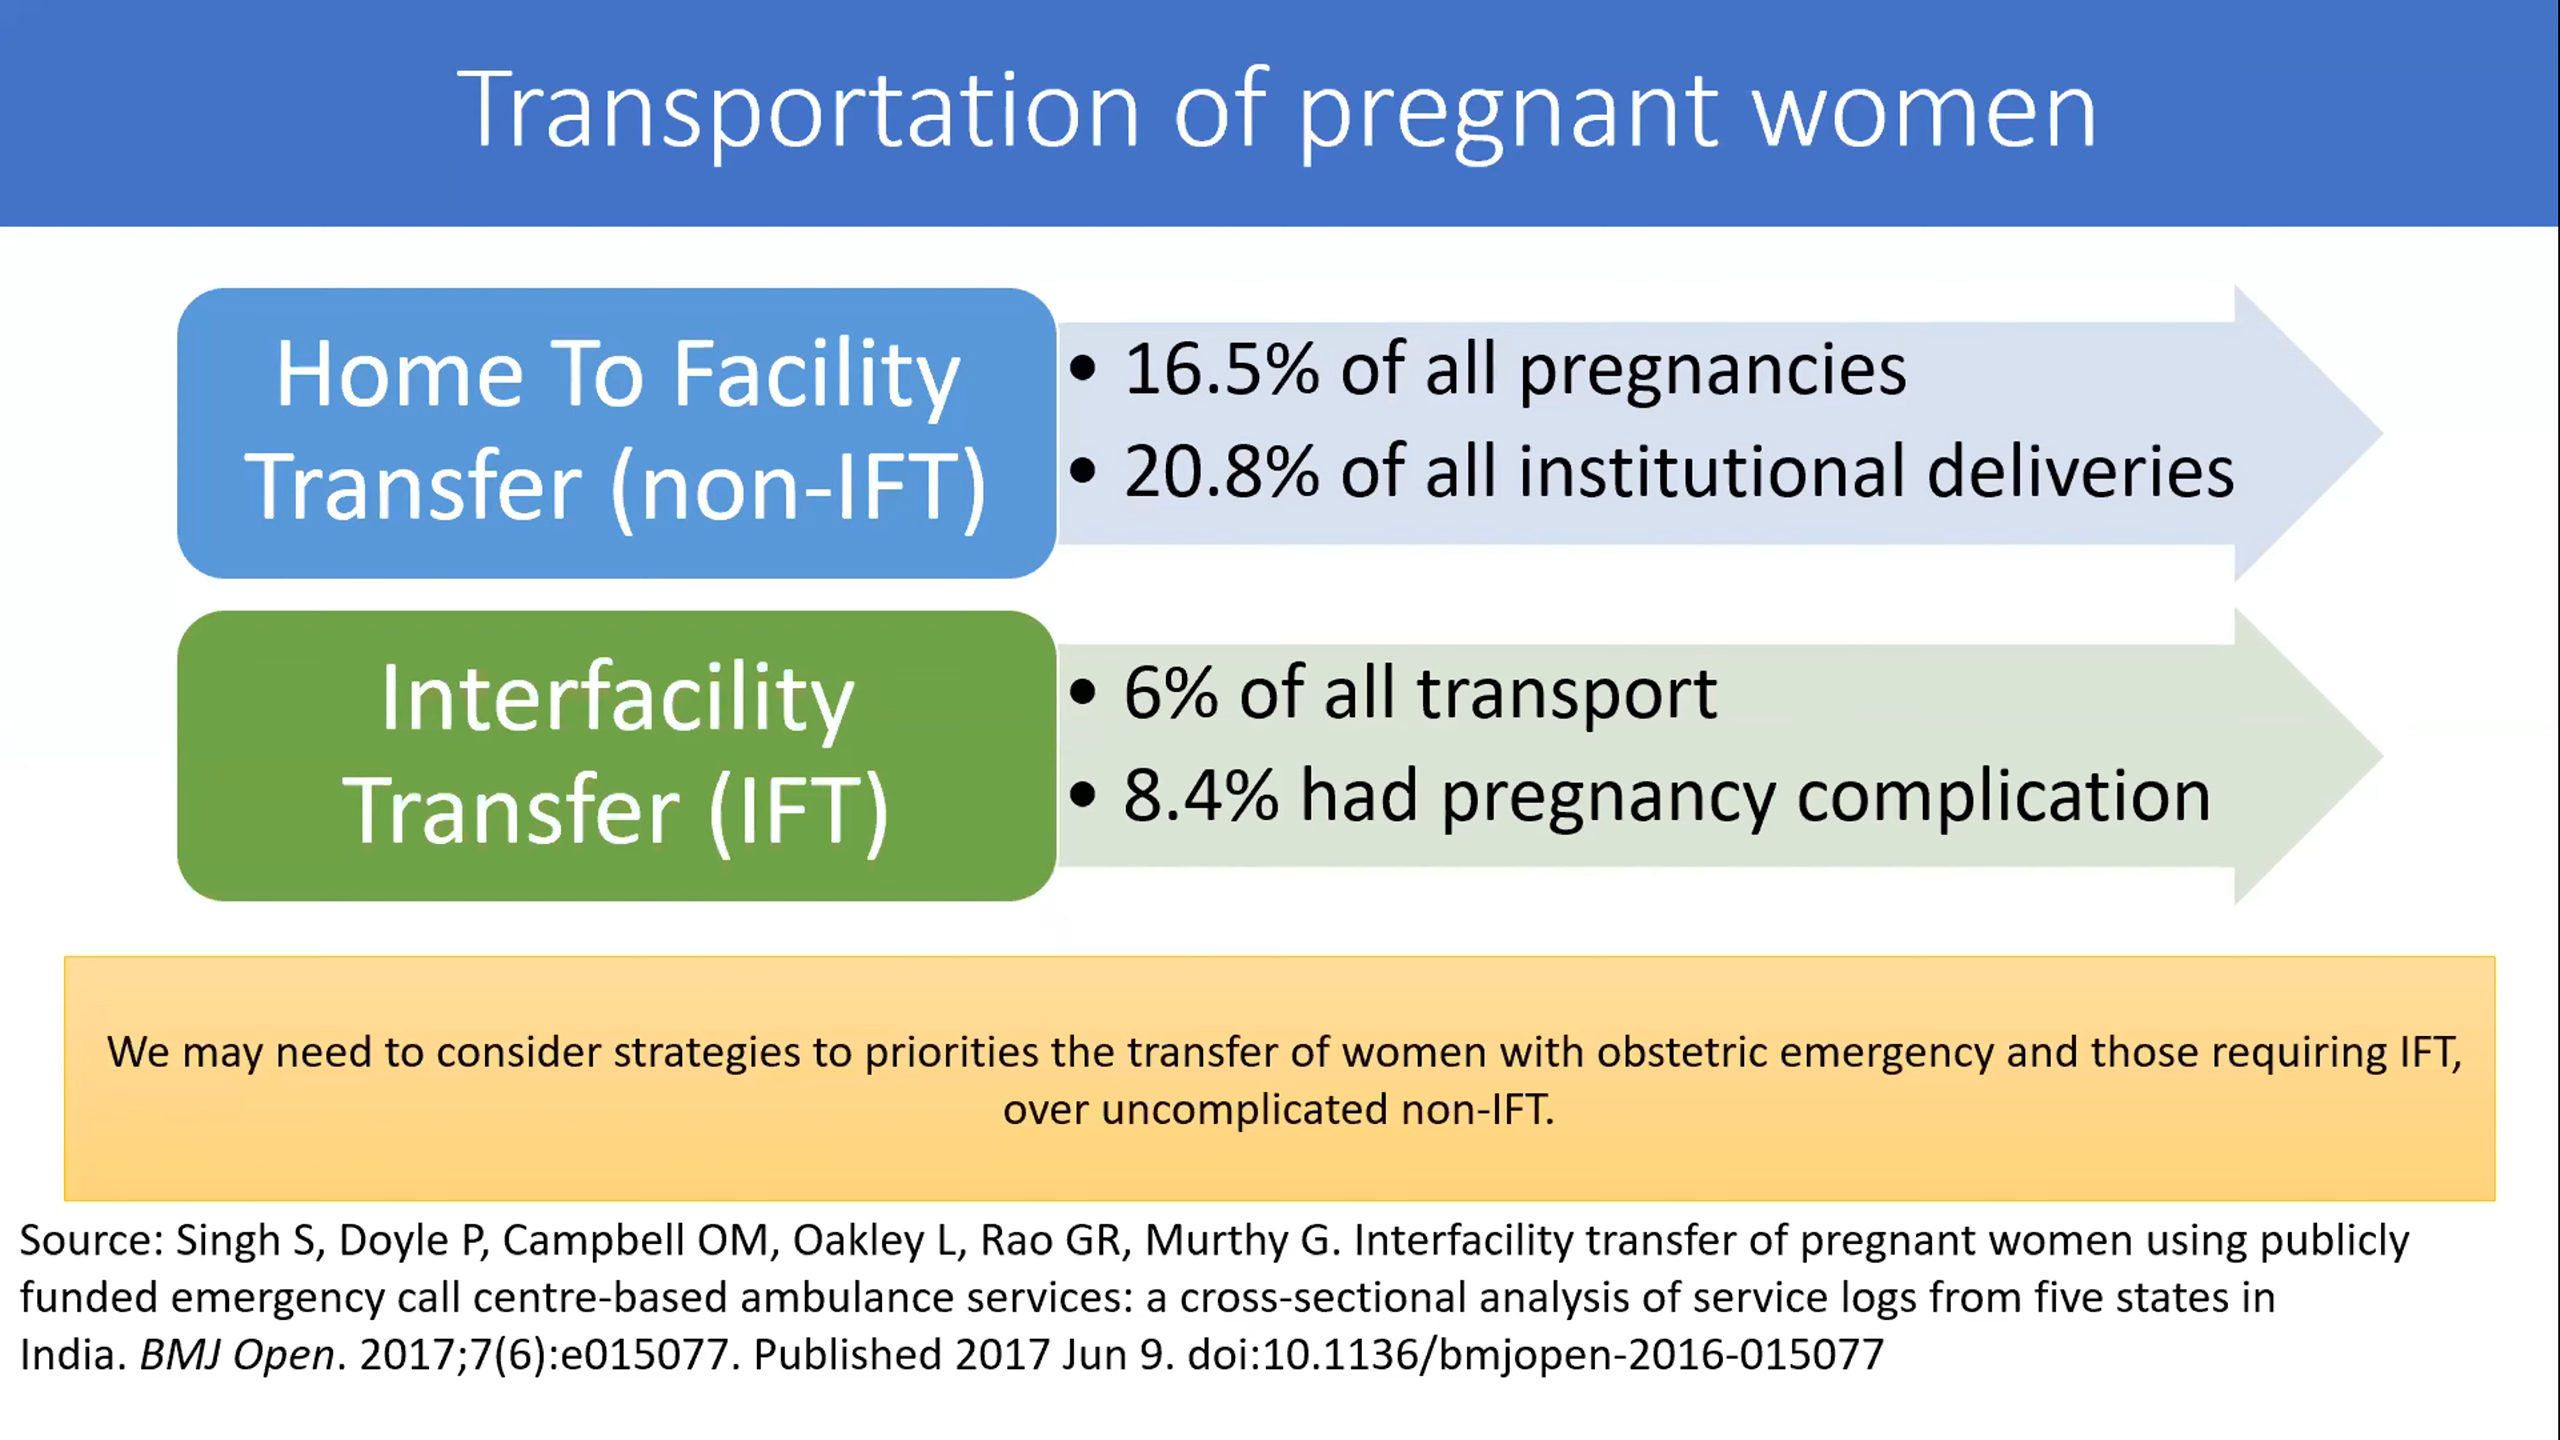 Transportation of pregnant women
Home To Facility
Transfer (non-IFT)
• 16.5% of all pregnancies
• 20.8% of all institutional deliveries
Interfacility
Transfer (IFT)
• 6% of all transport
• 8.4% had pregnancy complication
We may need to consider strategies to priorities the transfer of women with obstetric emergency and those requiring IFT,
over uncomplicated non-IFT.
Source: Singh S, Doyle P, Campbell OM, Oakley L, Rao GR, Murthy G. Interfacility transfer of pregnant women using publicly
funded emergency call centre-based ambulance services: a cross-sectional analysis of service logs from five states in
India. BMJ Open. 2017;7(6):e015077. Published 2017 Jun 9. doi:10.1136/bmjopen-2016-015077